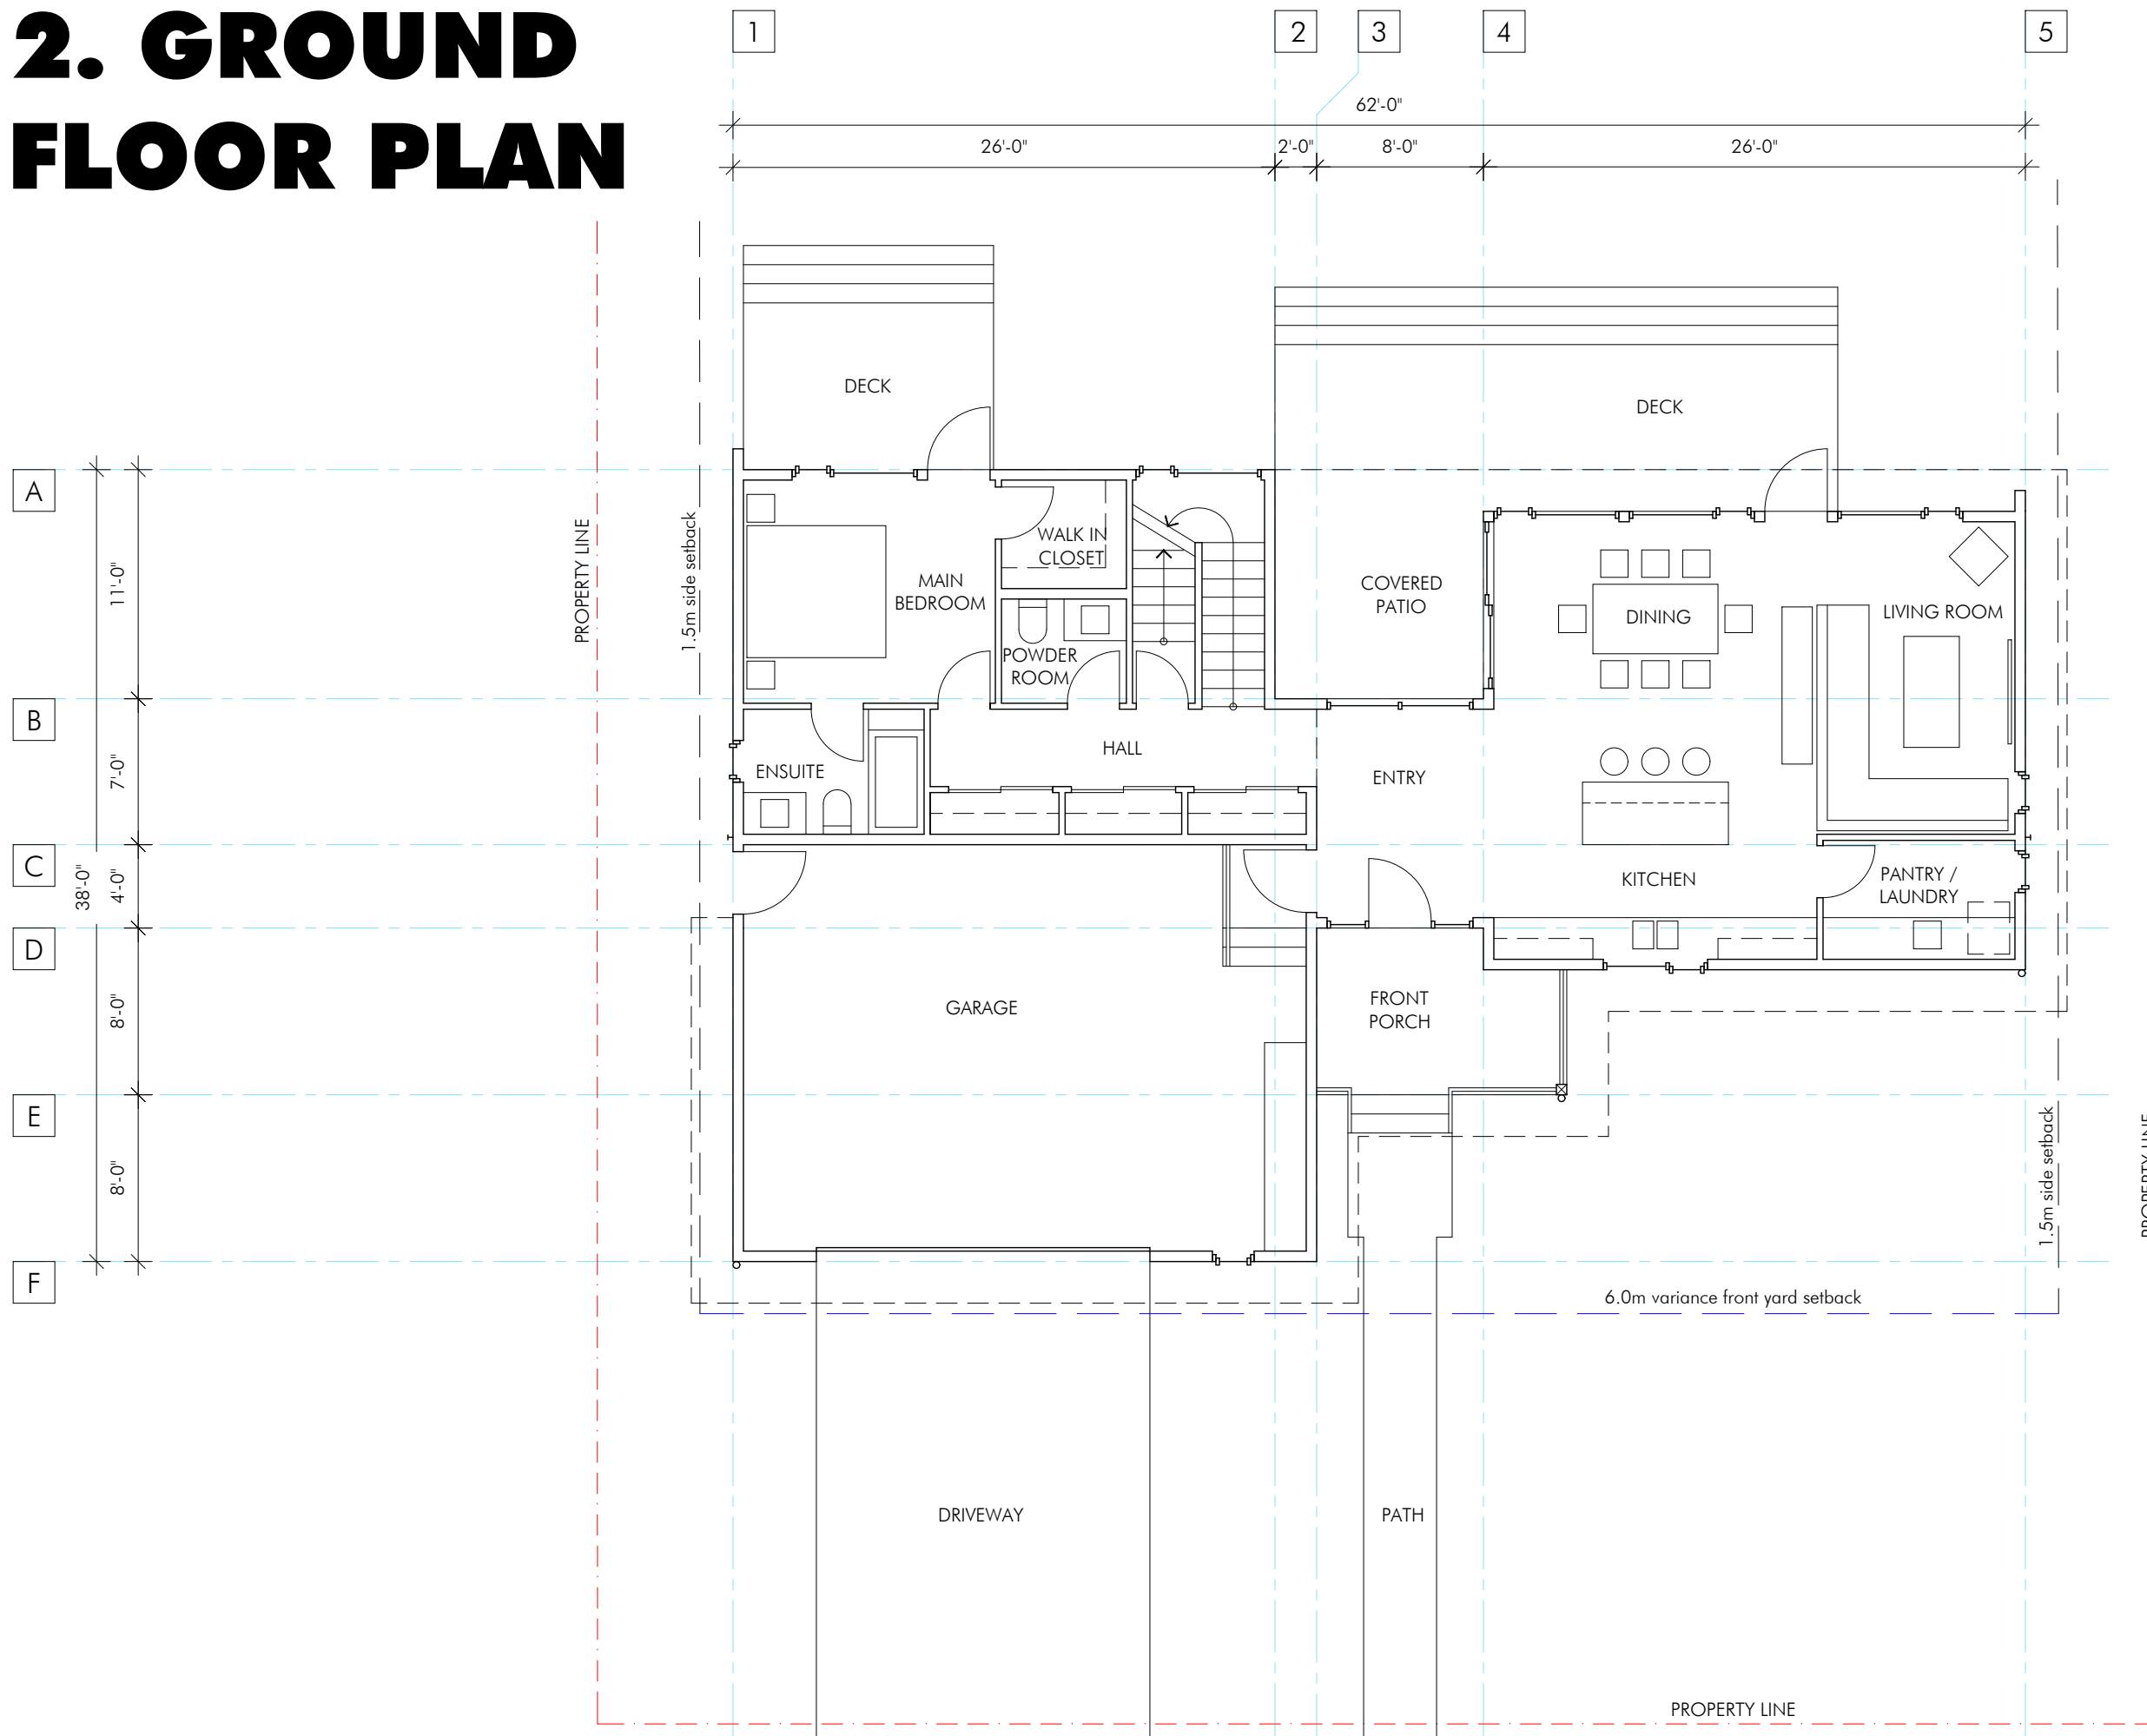 2. GROUND
FLOOR PLAN
1
2
3
4
5
62'-0"
26'-0"
2'-0"
8'-0"
26'-0"
A
B
C
D
E
F
11'-0"
7'-0"
4'-0"
38'-0"
8'-0"
8'-0"
PROPERTY LINE
1.5m side setback
DECK
DECK
WALK IN
CLOSET
MAIN
BEDROOM
POWDER
ROOM
COVERED
PATIO
DINING
LIVING ROOM
HALL
ENSUITE
ENTRY
KITCHEN
PANTRY /
LAUNDRY
GARAGE
FRONT
PORCH
1.5m side setback
PROPERTY LINE
6.0m variance front yard setback
DRIVEWAY
PATH
PROPERTY LINE